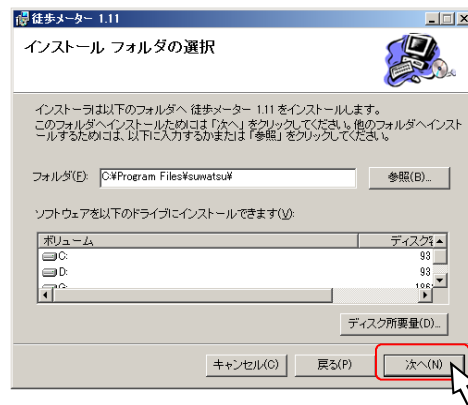 徒歩メーター 1.11
インストール フォルダの選択
インストーラは以下のフォルダへ 徒歩メーター 1.11 をインストールします。
このフォルダへインストールためには「次へ」をクリックしてください。他のフォルダへインスト
ールするためには、以下に入力するかまたは「参照」をクリックしてください。
フォルダ(F): C:¥Program Files¥suwatsu¥ 参照(B)...
ソフトウェアを以下のドライブにインストールできます(V):
ボリューム ディスク
C: 93
D: 93
ディスク所要量(D)...
キャンセル(C) 戻る(P) 次へ(N)